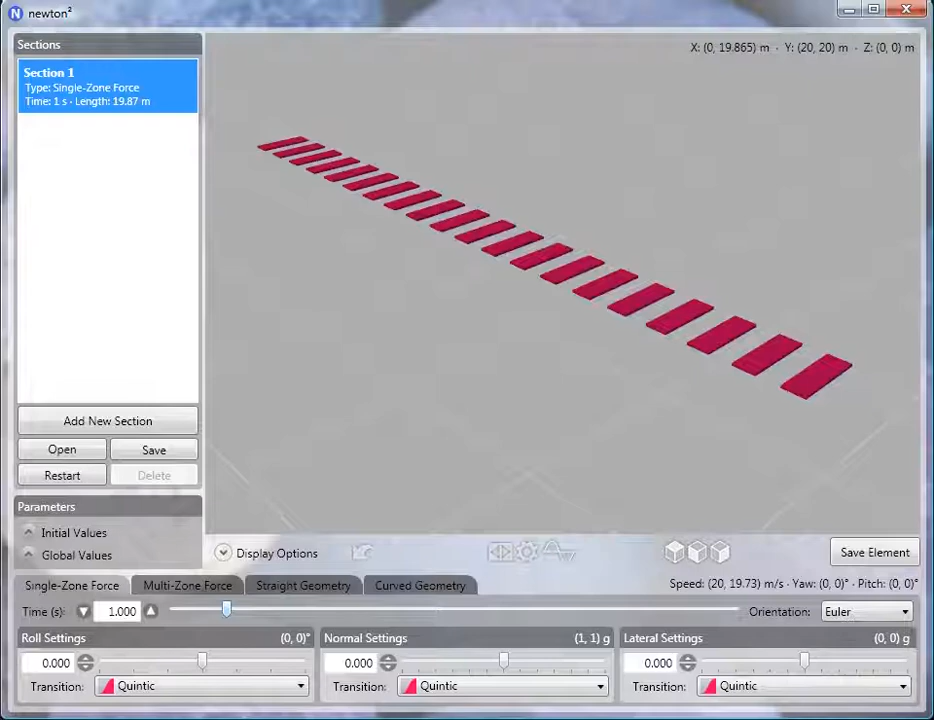 newton²
Sections
X: (0, 19.865) m - Y: (20, 20) m - Z: (0, 0) m
Section 1
Type: Single-Zone Force
Time: 1 s - Length: 19.87 m
Add New Section
Open
Save
Restart
Delete
Parameters
Initial Values
Global Values
Display Options
Save Element
Single-Zone Force
Multi-Zone Force
Straight Geometry
Curved Geometry
Speed: (20, 19.73) m/s - Yaw: (0, 0)° - Pitch: (0, 0)°
Time (s):
1.000
Orientation:
Euler
Roll Settings
(0, 0)°
Normal Settings
(1, 1) g
Lateral Settings
(0, 0) g
0.000
0.000
0.000
Transition:
Quintic
Transition:
Quintic
Transition:
Quintic